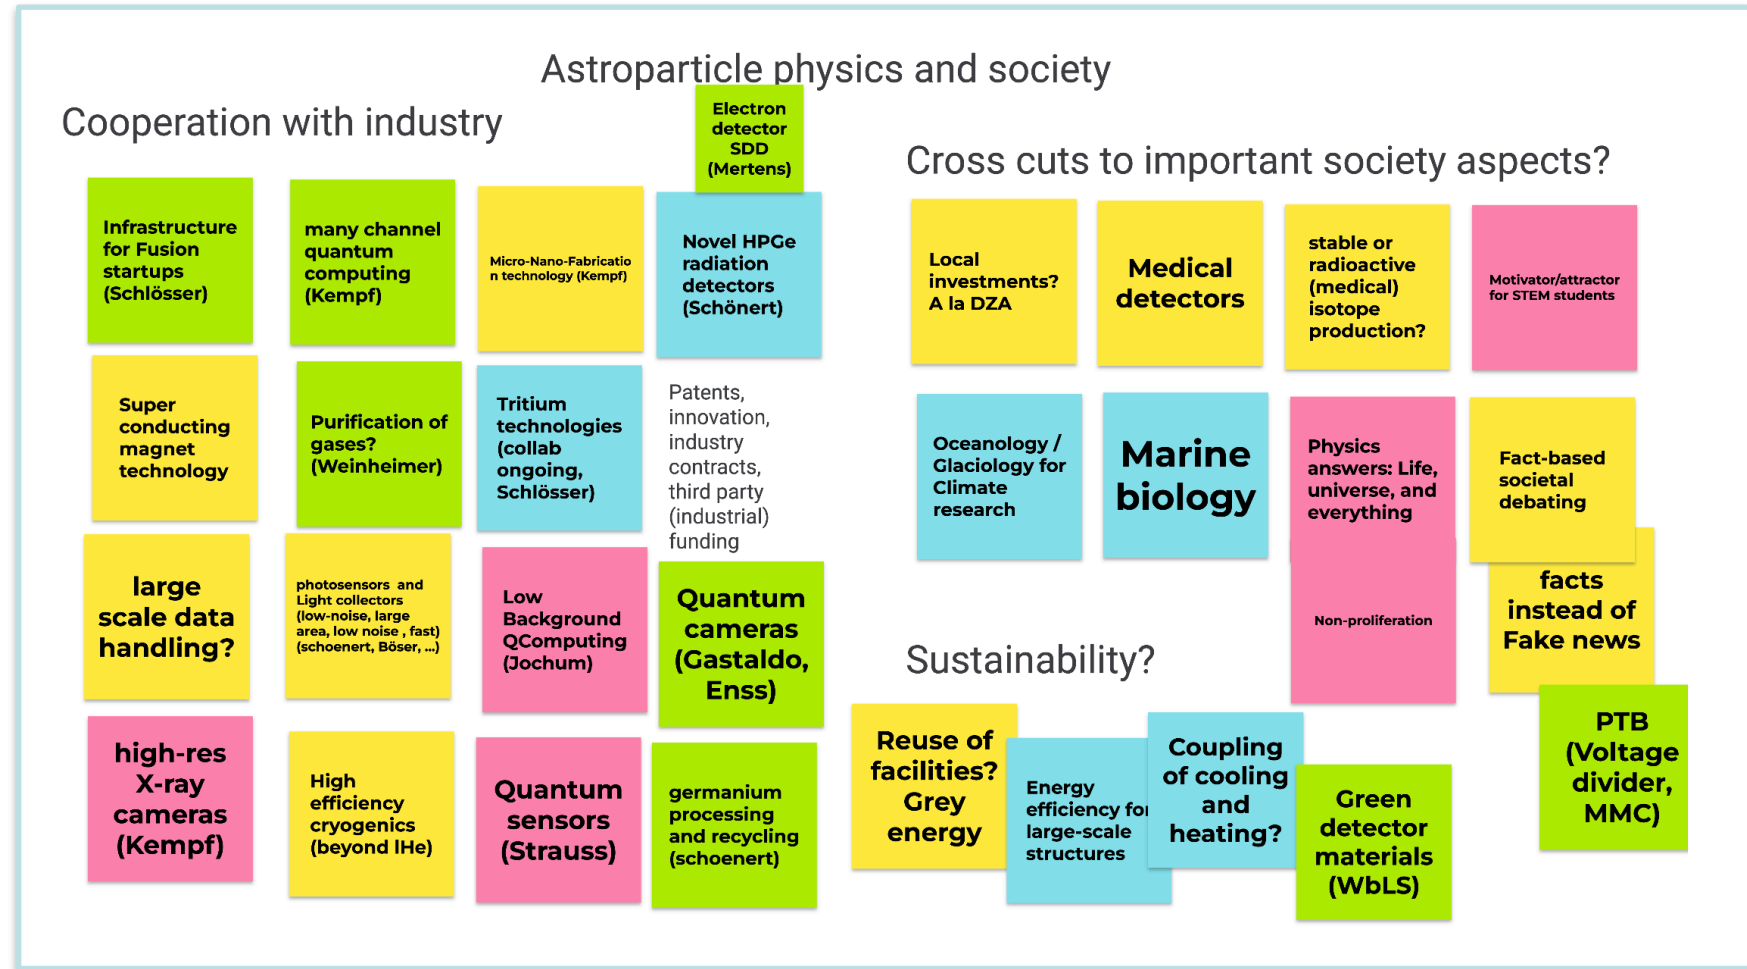 Astroparticle physics and society
Cooperation with industry
Electron
detector
SDD
(Mertens)
Infrastructure
for Fusion
startups
(Schlösser)
many channel
quantum
computing
(Kempf)
Micro-Nano-Fabricatio
n technology (Kempf)
Novel HPGe
radiation
detectors
(Schönert)
Super
conducting
magnet
technology
Purification of
gases?
(Weinheimer)
Tritium
technologies
(collab
ongoing,
Schlösser)
Patents,
innovation,
industry
contracts,
third party
(industrial)
funding
large
scale data
handling?
photosensors and
Light collectors
(low-noise, large
area, low noise , fast)
(schoenert, Böser, ...)
Low
Background
QComputing
(Jochum)
Quantum
cameras
(Gastaldo,
Enss)
high-res
X-ray
cameras
(Kempf)
High
efficiency
cryogenics
(beyond lHe)
Quantum
sensors
(Strauss)
germanium
processing
and recycling
(schoenert)
Cross cuts to important society aspects?
Local
investments?
A la DZA
Medical
detectors
stable or
radioactive
(medical)
isotope
production?
Motivator/attractor
for STEM students
Oceanology /
Glaciology for
Climate
research
Marine
biology
Physics
answers: Life,
universe, and
everything
Fact-based
societal
debating
Non-proliferation
facts
instead of
Fake news
Sustainability?
Reuse of
facilities?
Grey
energy
Energy
efficiency for
large-scale
structures
Coupling
of cooling
and
heating?
Green
detector
materials
(WbLS)
PTB
(Voltage
divider,
MMC)